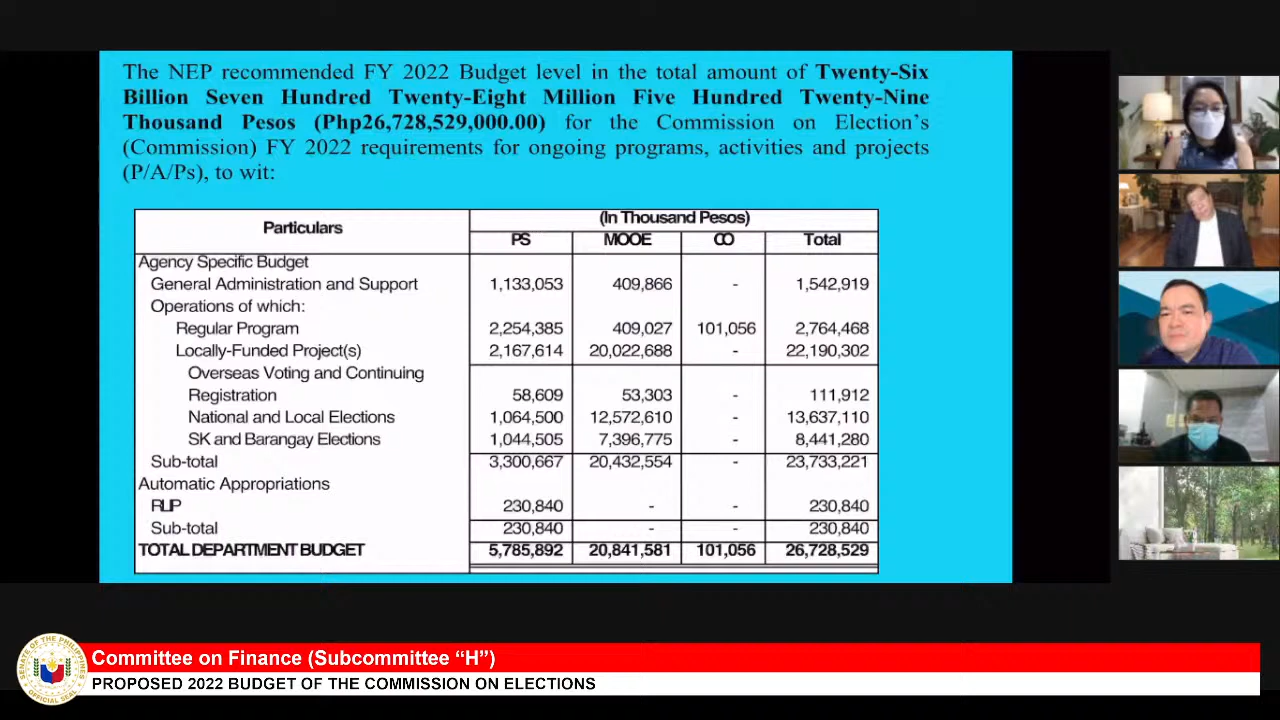 The NEP recommended FY 2022 Budget level in the total amount of Twenty-Six
Billion Seven Hundred Twenty-Eight Million Five Hundred Twenty-Nine
Thousand Pesos (Php26,728,529,000.00) for the Commission on Election's
(Commission) FY 2022 requirements for ongoing programs, activities and projects
(P/A/Ps), to wit:
Particulars (In Thousand Pesos)
PS MOOE CO Total
Agency Specific Budget
General Administration and Support 1,133,053 409,866 - 1,542,919
Operations of which:
Regular Program 2,254,385 409,027 101,056 2,764,468
Locally-Funded Project(s) 2,167,614 20,022,688 - 22,190,302
Overseas Voting and Continuing
Registration 58,609 53,303 - 111,912
National and Local Elections 1,064,500 12,572,610 - 13,637,110
SK and Barangay Elections 1,044,505 7,396,775 - 8,441,280
Sub-total 3,300,667 20,432,554 - 23,733,221
Automatic Appropriations
RLIP 230,840 - - 230,840
Sub-total 230,840 - - 230,840
TOTAL DEPARTMENT BUDGET 5,785,892 20,841,581 101,056 26,728,529
SENATE OF THE PHILIPPINES
OFFICIAL SEAL
Committee on Finance (Subcommittee “H”)
PROPOSED 2022 BUDGET OF THE COMMISSION ON ELECTIONS